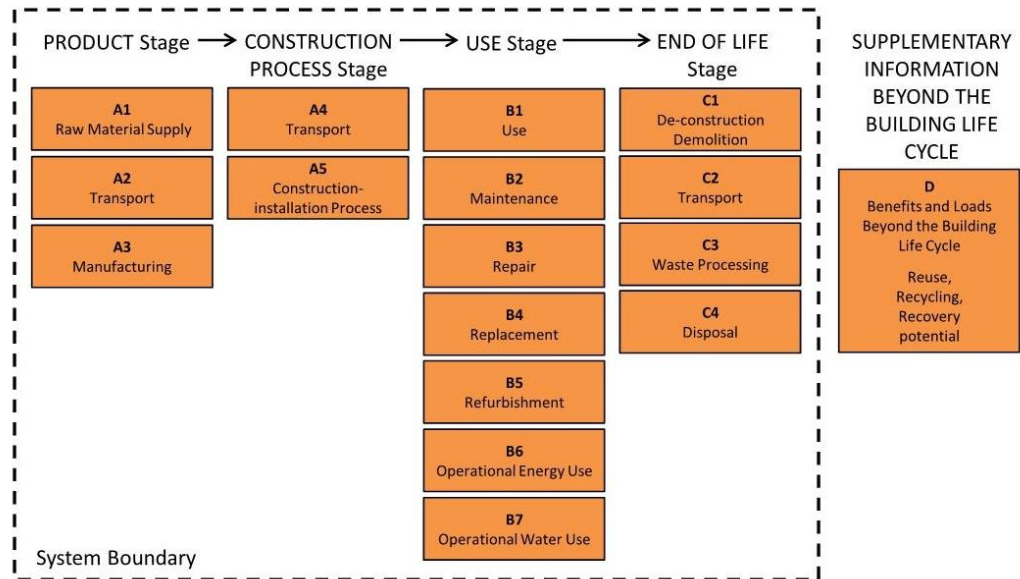 PRODUCT Stage
CONSTRUCTION
PROCESS Stage
USE Stage
END OF LIFE
Stage
SUPPLEMENTARY
INFORMATION
BEYOND THE
BUILDING LIFE
CYCLE
A1
Raw Material Supply
A2
Transport
A3
Manufacturing
A4
Transport
A5
Construction-
installation Process
B1
Use
B2
Maintenance
B3
Repair
B4
Replacement
B5
Refurbishment
B6
Operational Energy Use
B7
Operational Water Use
C1
De-construction
Demolition
C2
Transport
C3
Waste Processing
C4
Disposal
D
Benefits and Loads
Beyond the Building
Life Cycle
Reuse,
Recycling,
Recovery
potential
System Boundary